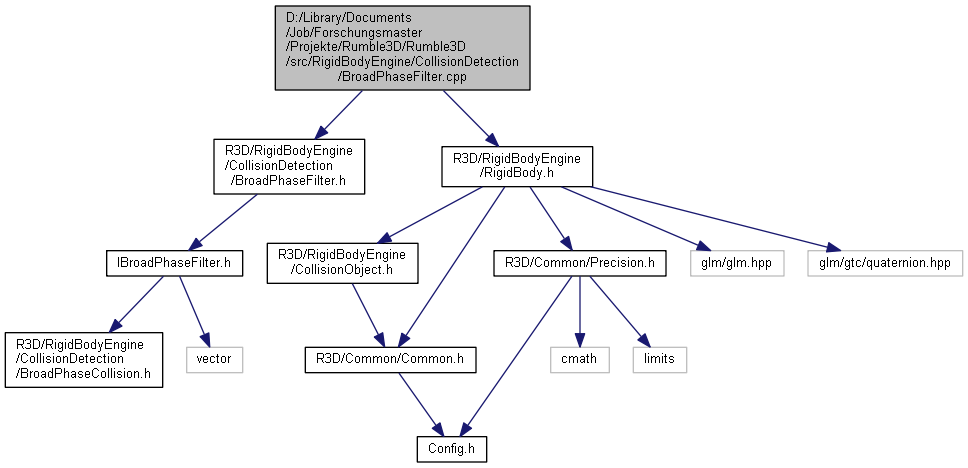 D:/Library/Documents
/Job/Forschungsmaster
/Projekte/Rumble3D/Rumble3D
/src/RigidBodyEngine/CollisionDetection
/BroadPhaseFilter.cpp
R3D/RigidBodyEngine
/CollisionDetection
/BroadPhaseFilter.h
R3D/RigidBodyEngine
/RigidBody.h
IBroadPhaseFilter.h
R3D/RigidBodyEngine
/CollisionObject.h
R3D/Common/Precision.h
glm/glm.hpp
glm/gtc/quaternion.hpp
R3D/RigidBodyEngine
/CollisionDetection
/BroadPhaseCollision.h
vector
R3D/Common/Common.h
cmath
limits
Config.h